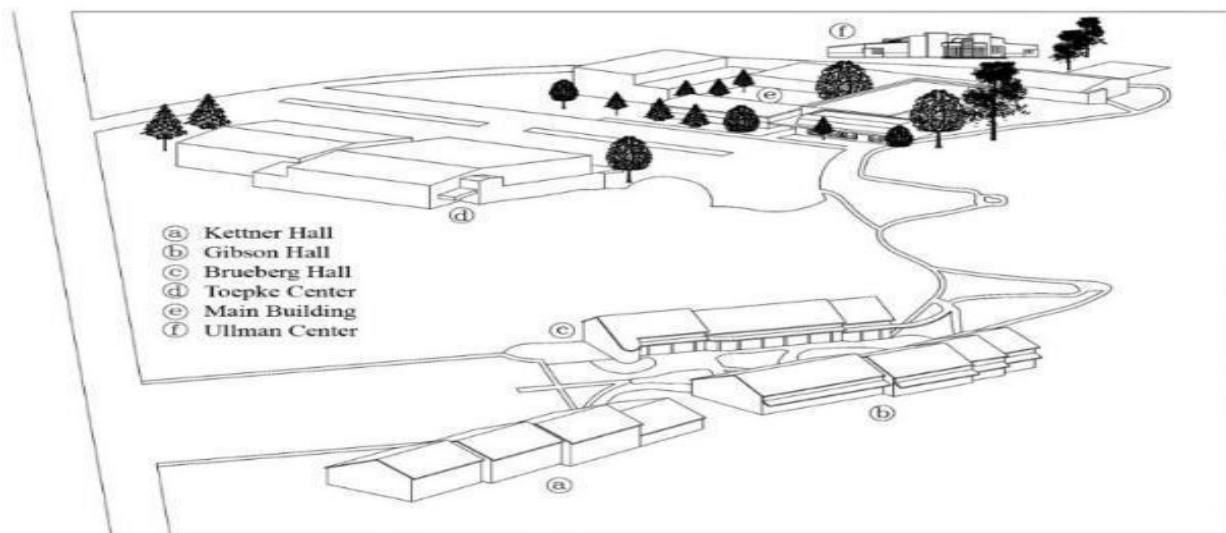 f
e
d
a Kettner Hall
b Gibson Hall
c Brueberg Hall
d Toepke Center
e Main Building
f Ullman Center
c
b
a